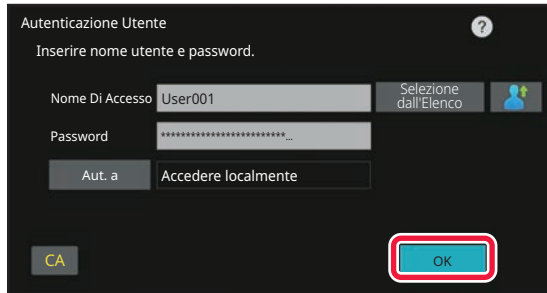 Autenticazione Utente
?
Inserire nome utente e password.
Nome Di Accesso User001 Selezione
dall'Elenco
Password *************************...
Aut. a Accedere localmente
CA OK